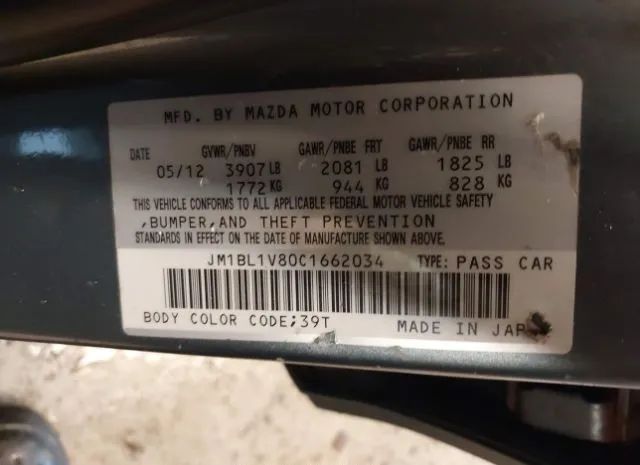 MFD. BY MAZDA MOTOR CORPORATION
DATE GVWR/PNBV GAWR/PNBE FRT GAWR/PNBE RR
05/12 3907 LB 2081 LB 1825 LB
1772 KG 944 KG 828 KG
THIS VEHICLE CONFORMS TO ALL APPLICABLE FEDERAL MOTOR VEHICLE SAFETY
,BUMPER,AND THEFT PREVENTION
STANDARDS IN EFFECT ON THE DATE OF MANUFACTURE SHOWN ABOVE.
JM1BL1V80C1662034 TYPE: PASS CAR
BODY COLOR CODE;39T MADE IN